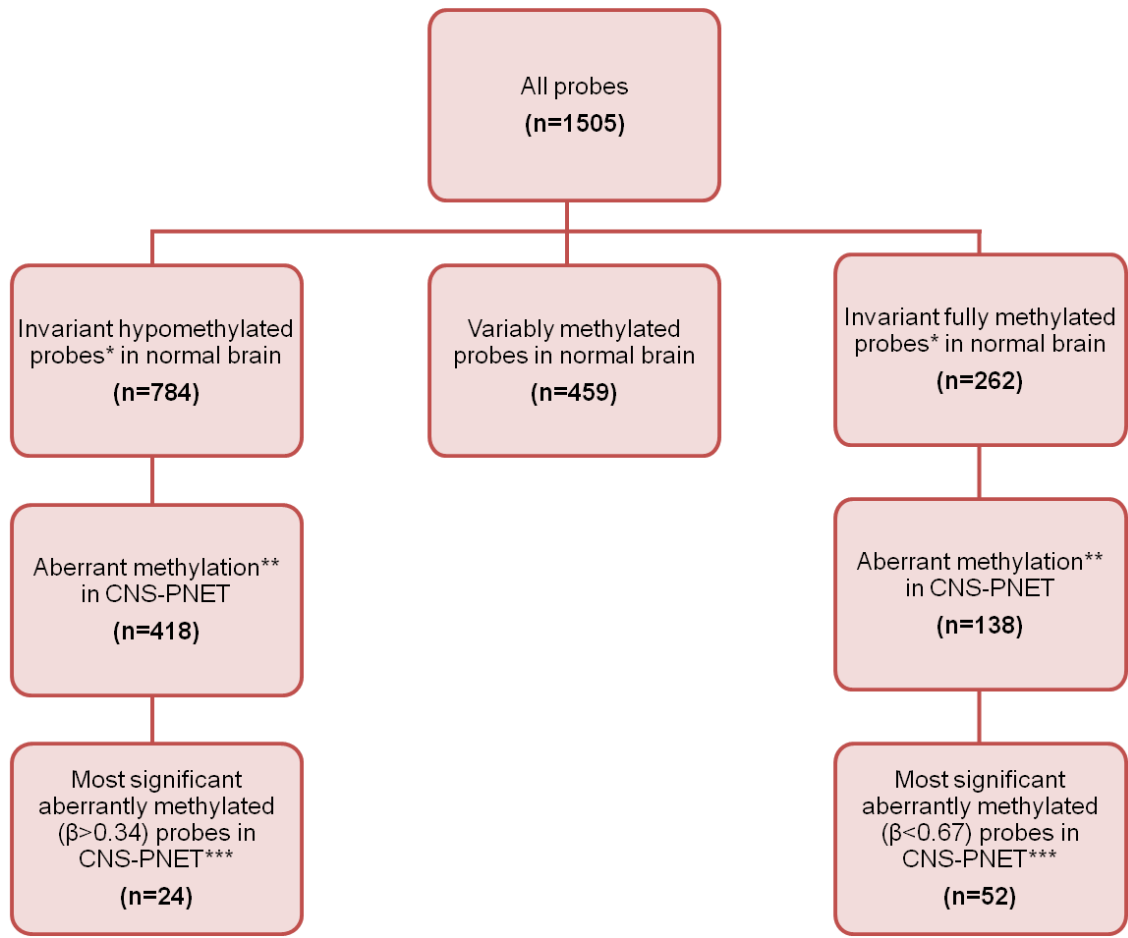 All probes
(n=1505)
Invariant hypomethylated
probes* in normal brain
(n=784)
Variably methylated
probes in normal brain
(n=459)
Invariant fully methylated
probes* in normal brain
(n=262)
Aberrant methylation**
in CNS-PNET
(n=418)
Aberrant methylation**
in CNS-PNET
(n=138)
Most significant
aberrantly methylated
(β>0.34) probes in
CNS-PNET***
(n=24)
Most significant
aberrantly methylated
(β<0.67) probes in
CNS-PNET***
(n=52)